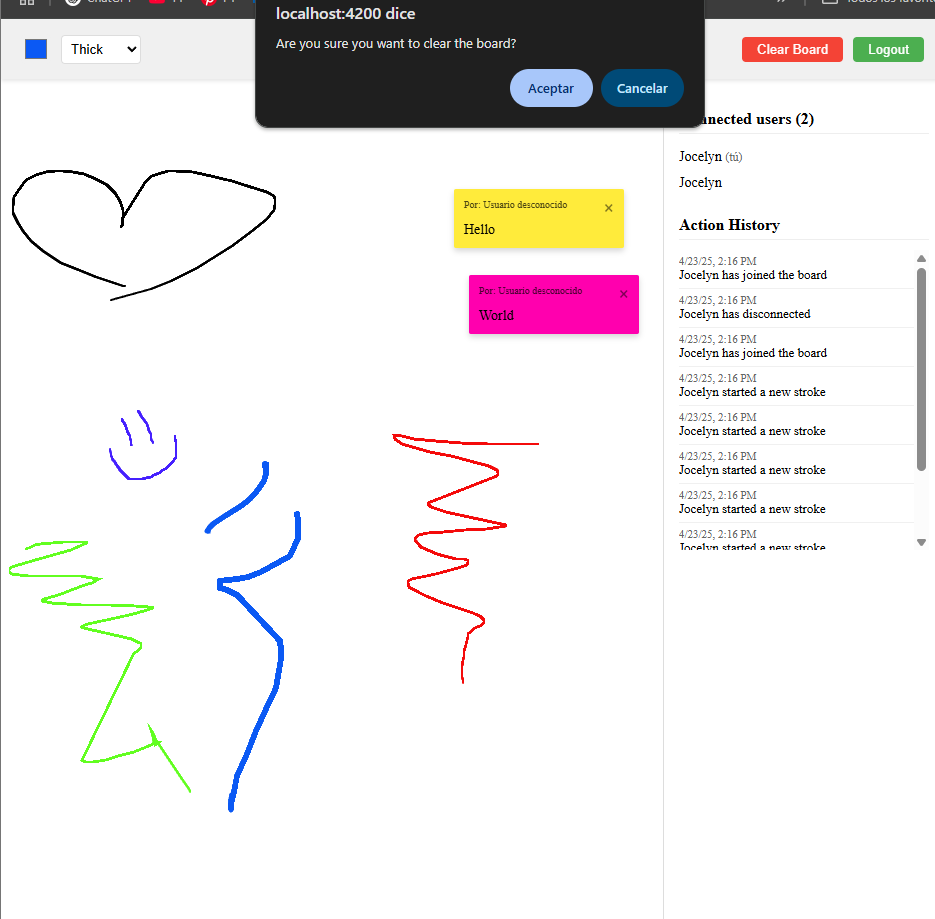 localhost:4200 dice
Are you sure you want to clear the board?
Aceptar
Cancelar
Thick
Clear Board
Logout
nnected users (2)
Jocelyn (tú)
Jocelyn
Por: Usuario desconocido
×
Hello
Por: Usuario desconocido
×
World
Action History
4/23/25, 2:16 PM
Jocelyn has joined the board
4/23/25, 2:16 PM
Jocelyn has disconnected
4/23/25, 2:16 PM
Jocelyn has joined the board
4/23/25, 2:16 PM
Jocelyn started a new stroke
4/23/25, 2:16 PM
Jocelyn started a new stroke
4/23/25, 2:16 PM
Jocelyn started a new stroke
4/23/25, 2:16 PM
Jocelyn started a new stroke
4/23/25, 2:16 PM
Jocelyn started a new stroke